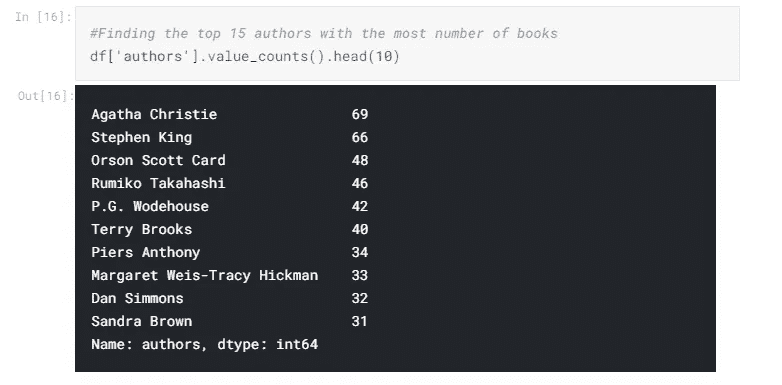 In [16]:
#Finding the top 15 authors with the most number of books
df['authors'].value_counts().head(10)
Out[16]:
Agatha Christie 69
Stephen King 66
Orson Scott Card 48
Rumiko Takahashi 46
P.G. Wodehouse 42
Terry Brooks 40
Piers Anthony 34
Margaret Weis-Tracy Hickman 33
Dan Simmons 32
Sandra Brown 31
Name: authors, dtype: int64